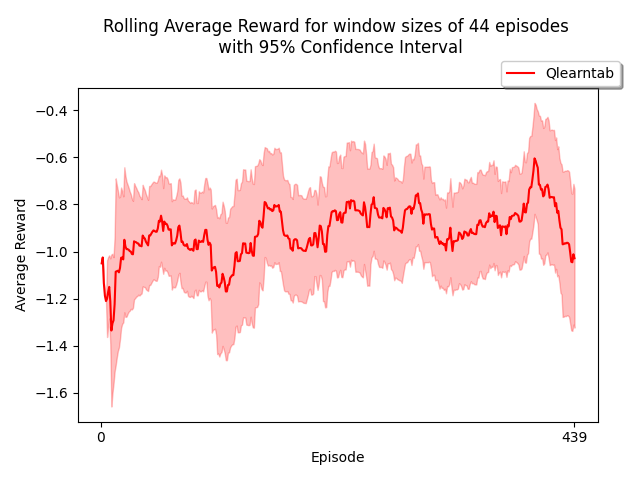 Rolling Average Reward for window sizes of 44 episodes
with 95% Confidence Interval
Qlearntab
−0.4
−0.6
−0.8
−1.0
−1.2
−1.4
−1.6
Average Reward
0
439
Episode